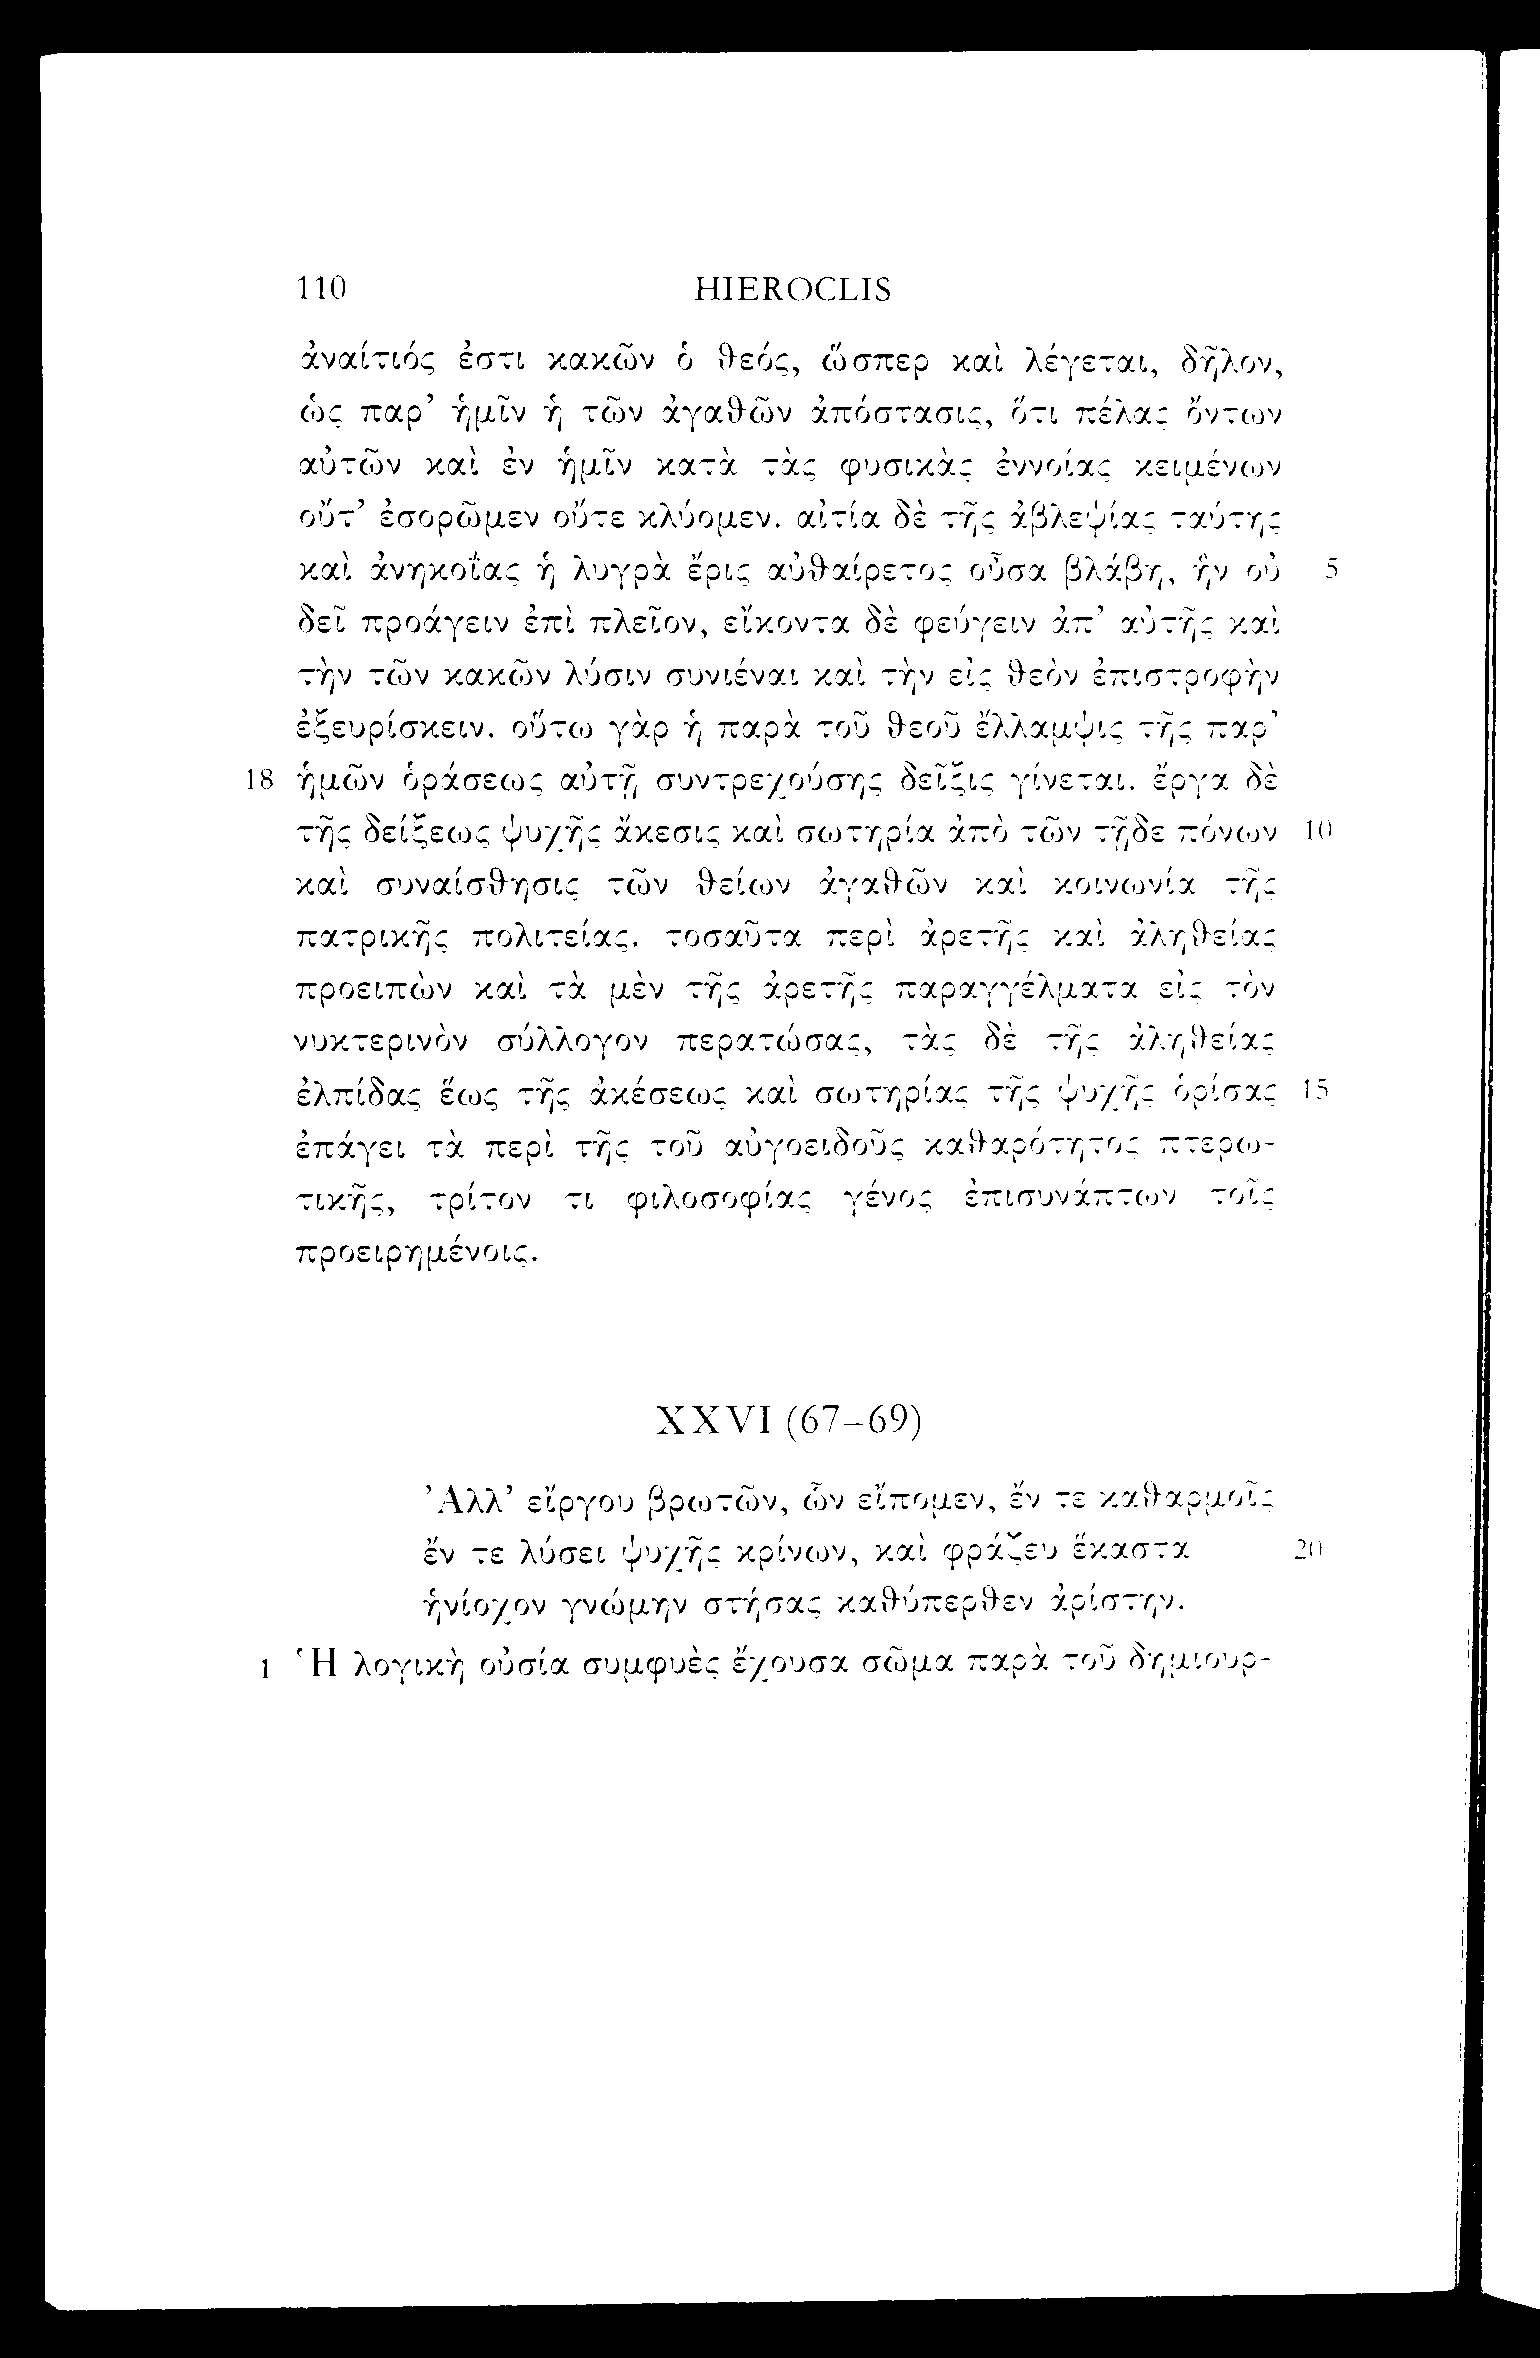 110 HIEROCLIS
ἀναίτιός ἐστι κακῶν ὁ θεός, ὥσπερ καὶ λέγεται, δῆλον,
ὡς παρ’ ἡμῖν ἡ τῶν ἀγαθῶν ἀπόστασις, ὅτι πέλας ὄντων
αὐτῶν καὶ ἐν ἡμῖν κατὰ τὰς φυσικὰς ἐννοίας κειμένων
οὔτ’ ἐσορῶμεν οὔτε κλύομεν. αἰτία δὲ τῆς ἀβλεψίας ταύτης
καὶ ἀνηκοΐας ἡ λυγρὰ ἔρις αὐθαίρετος οὖσα βλάβη, ἣν οὐ 5
δεῖ προάγειν ἐπὶ πλεῖον, εἴκοντα δὲ φεύγειν ἀπ’ αὐτῆς καὶ
τὴν τῶν κακῶν λύσιν συνιέναι καὶ τὴν εἰς θεὸν ἐπιστροφὴν
ἐξευρίσκειν. οὕτω γὰρ ἡ παρὰ τοῦ θεοῦ ἔλλαμψις τῆς παρ’
18 ἡμῶν ὁράσεως αὐτῇ συντρεχούσης δεῖξις γίνεται. ἔργα δὲ
τῆς δείξεως ψυχῆς ἄκεσις καὶ σωτηρία ἀπὸ τῶν τῇδε πόνων 10
καὶ συναίσθησις τῶν θείων ἀγαθῶν καὶ κοινωνία τῆς
πατρικῆς πολιτείας. τοσαῦτα περὶ ἀρετῆς καὶ ἀληθείας
προειπὼν καὶ τὰ μὲν τῆς ἀρετῆς παραγγέλματα εἰς τὸν
νυκτερινὸν σύλλογον περατώσας, τὰς δὲ τῆς ἀληθείας
ἐλπίδας ἕως τῆς ἀκέσεως καὶ σωτηρίας τῆς ψυχῆς ὁρίσας 15
ἐπάγει τὰ περὶ τῆς τοῦ αὐγοειδοῦς καθαρότητος πτερω-
τικῆς, τρίτον τι φιλοσοφίας γένος ἐπισυνάπτων τοῖς
προειρημένοις.
XXVI (67–69)
Ἀλλ’ εἴργου βρωτῶν, ὧν εἴπομεν, ἔν τε καθαρμοῖς
ἔν τε λύσει ψυχῆς κρίνων, καὶ φράζευ ἕκαστα 20
ἡνίοχον γνώμην στήσας καθύπερθεν ἀρίστην.
1 Ἡ λογικὴ οὐσία συμφυὲς ἔχουσα σῶμα παρὰ τοῦ δημιουρ-